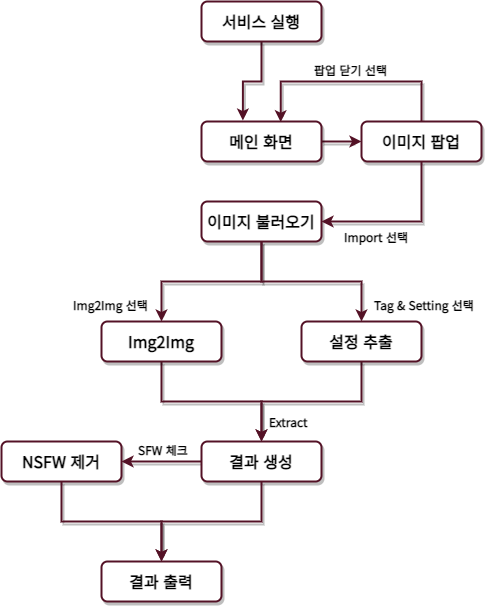 서비스 실행
팝업 닫기 선택
메인 화면
이미지 팝업
이미지 불러오기
Import 선택
Img2Img 선택
Tag & Setting 선택
Img2Img
설정 추출
Extract
SFW 체크
NSFW 제거
결과 생성
결과 출력